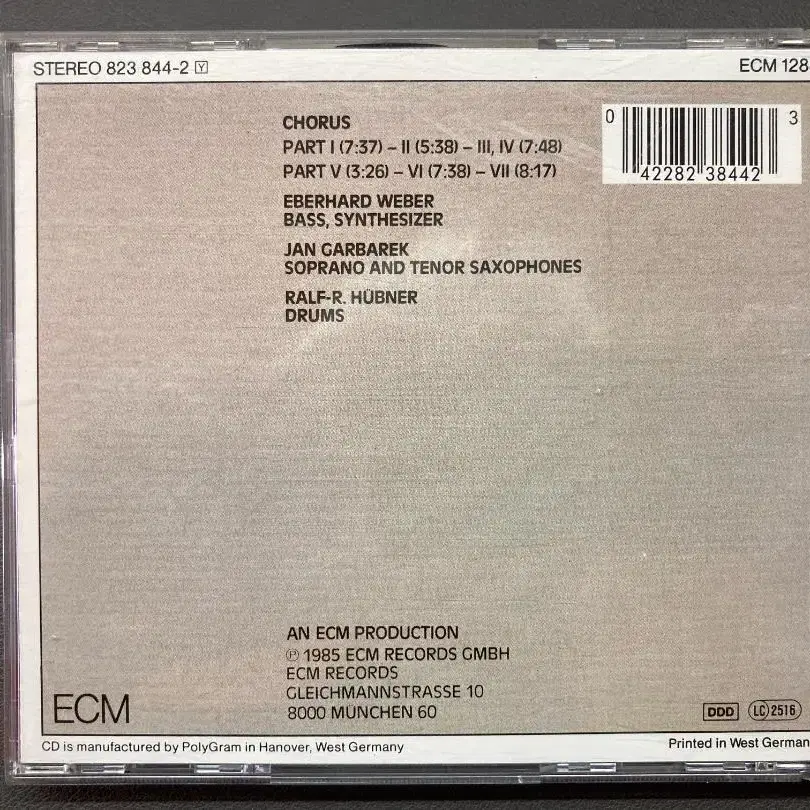 STEREO 823 844-2 Y
ECM 128
CHORUS
PART I (7:37) – II (5:38) – III, IV (7:48)
PART V (3:26) – VI (7:38) – VII (8:17)
0 42282 38442 3
EBERHARD WEBER
BASS, SYNTHESIZER
JAN GARBAREK
SOPRANO AND TENOR SAXOPHONES
RALF-R. HÜBNER
DRUMS
AN ECM PRODUCTION
℗ 1985 ECM RECORDS GMBH
ECM RECORDS
GLEICHMANNSTRASSE 10
8000 MÜNCHEN 60
ECM
DDD LC 2516
CD is manufactured by PolyGram in Hanover, West Germany
Printed in West German